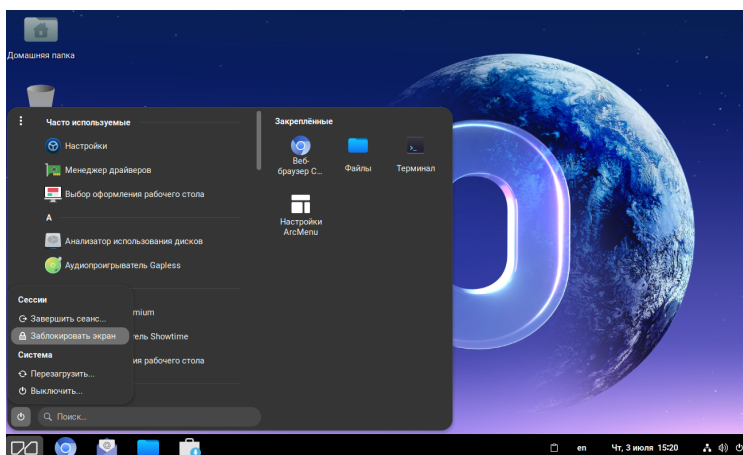 Домашняя папка
Часто используемые
Настройки
Менеджер драйверов
Выбор оформления рабочего стола
А
Анализатор использования дисков
Аудиопроигрыватель Gapless
mium
тель Showtime
ия рабочего стола
Сессии
Завершить сеанс...
Заблокировать экран
Система
Перезагрузить...
Выключить...
Поиск...
Закреплённые
Веб-
браузер C...
Файлы
Терминал
Настройки
ArcMenu
en
Чт, 3 июля 15:20